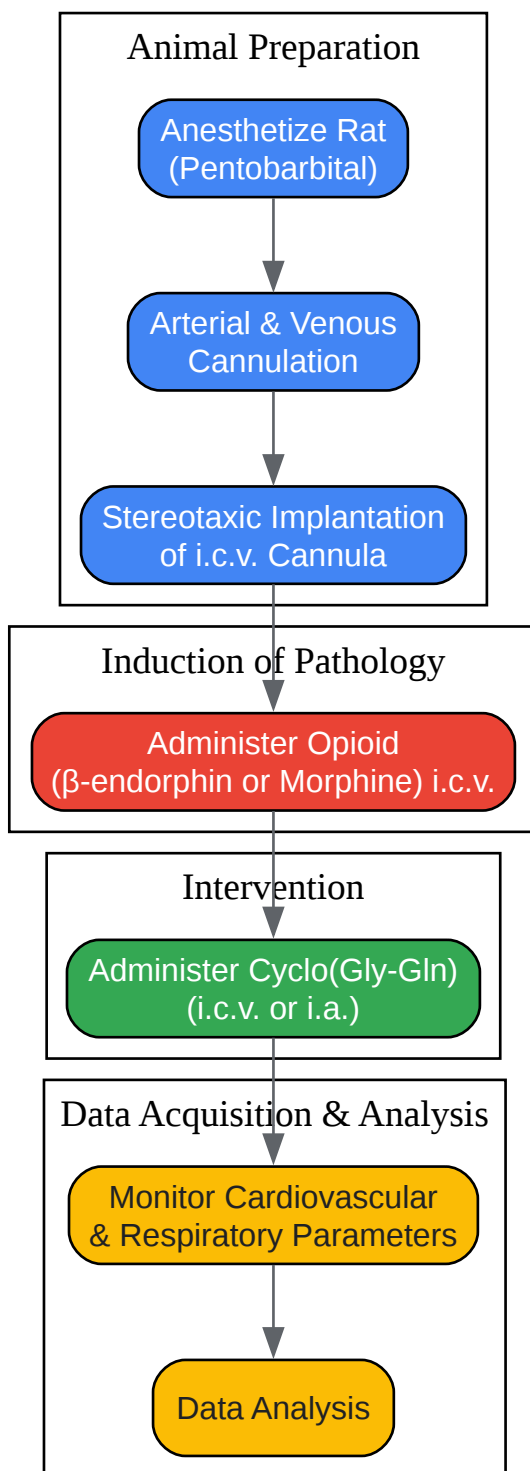 Animal Preparation
Anesthetize Rat
(Pentobarbital)
Arterial & Venous
Cannulation
Stereotaxic Implantation
of i.c.v. Cannula
Induction of Pathology
Administer Opioid
(β-endorphin or Morphine) i.c.v.
Intervention
Administer Cyclo(Gly-Gln)
(i.c.v. or i.a.)
Data Acquisition & Analysis
Monitor Cardiovascular
& Respiratory Parameters
Data Analysis